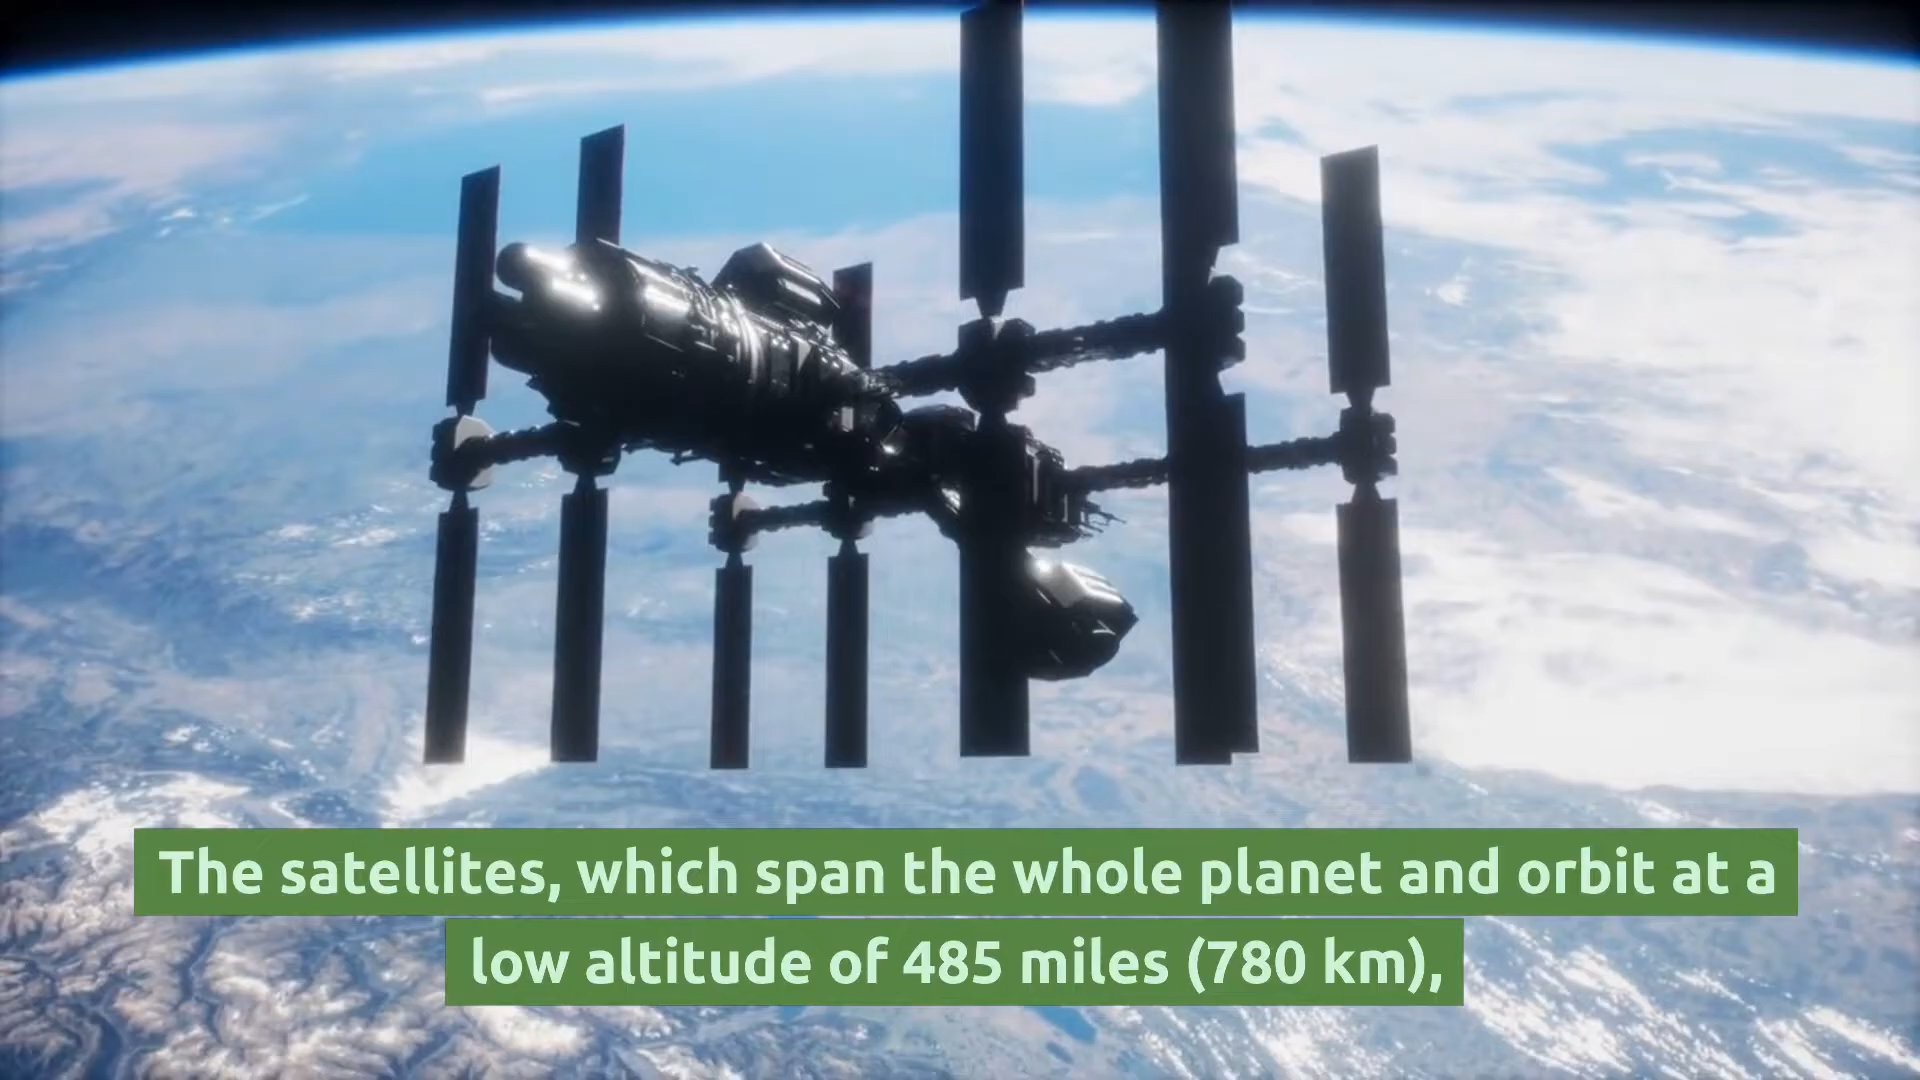 The satellites, which span the whole planet and orbit at a
low altitude of 485 miles (780 km),